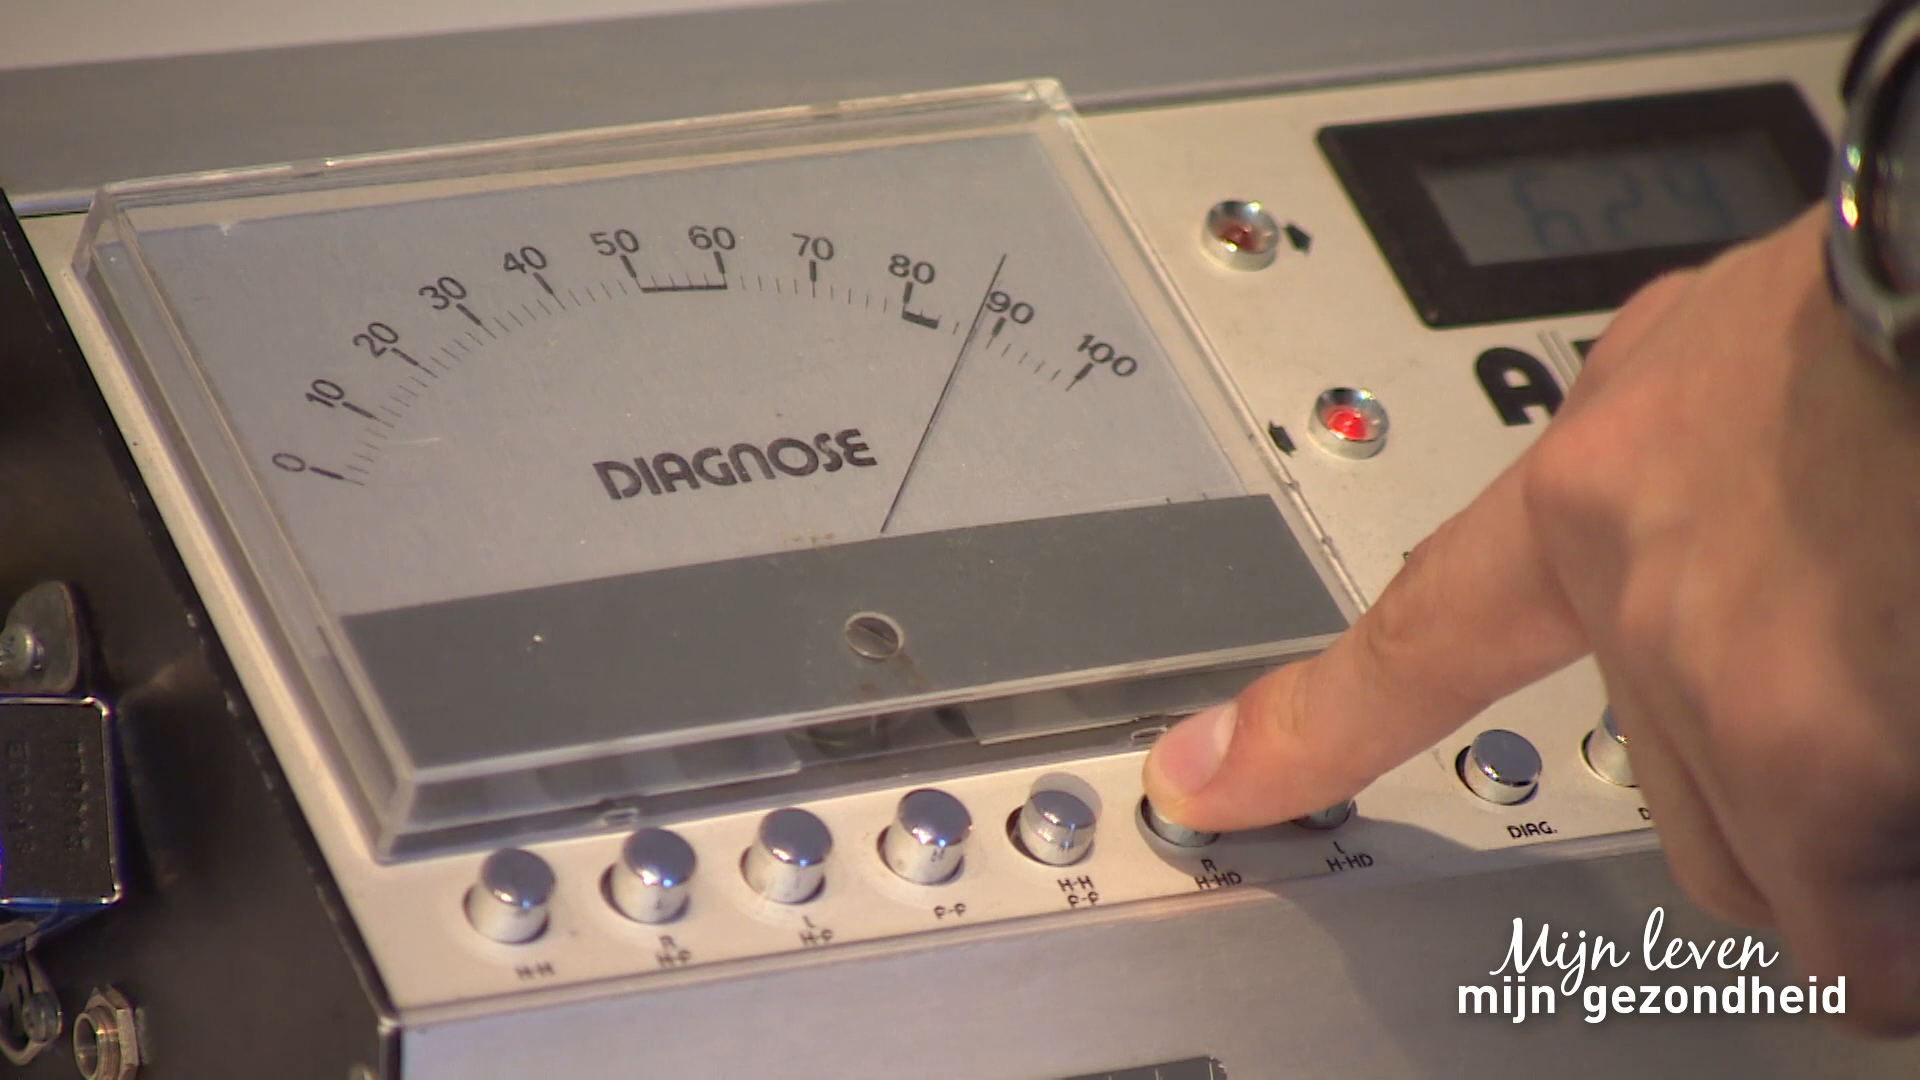 0 10 20 30 40 50 60 70 80 90 100
DIAGNOSE
624
H-H
R
H-P
L
H-P
P-P
H-H
P-P
R
H-HD
L
H-HD
DIAG.
Mijn leven
mijn gezondheid